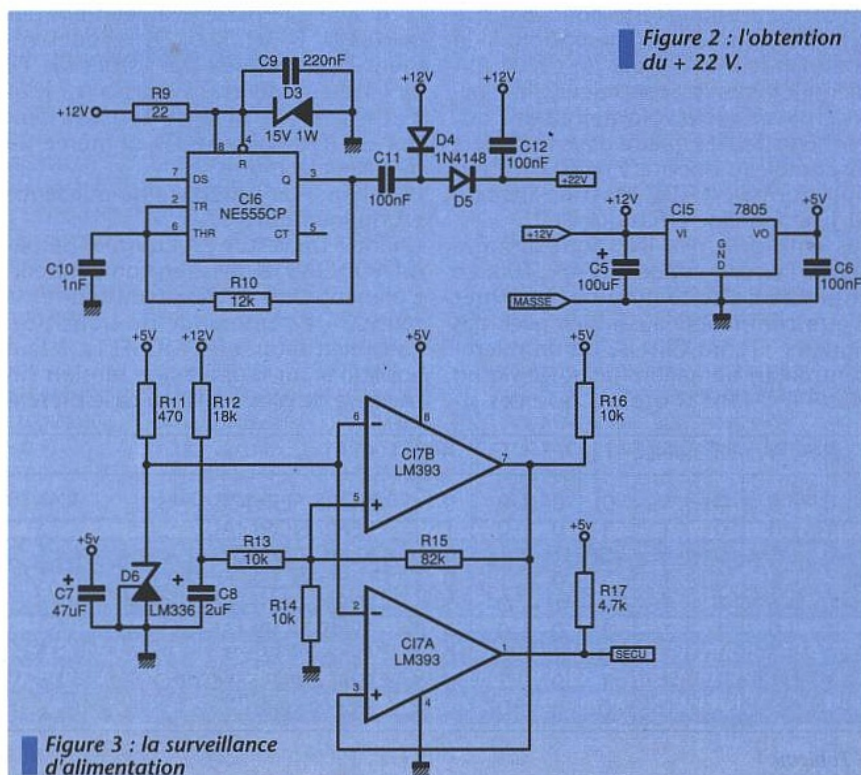 Figure 2 : l'obtention
du + 22 V.
C9
220nF
+12V
R9
22
D3
15V 1W
8
4
R
7
DS
2
TR
6
THR
CI6
NE555CP
Q
3
CT
5
C10
1nF
R10
12k
C11
100nF
+12V
D4
1N4148
D5
+12V
C12
100nF
+22V
+12V
+12V
CI5
7805
VI
VO
GND
+5V
C5
100uF
C6
100nF
MASSE
+5V
+12V
R11
470
R12
18k
+5V
8
6
5
CI7B
LM393
7
+5V
R16
10k
+5v
C7
47uF
D6
LM336
C8
2uF
R13
10k
R14
10k
R15
82k
2
3
CI7A
LM393
1
4
+5v
R17
4,7k
SECU
Figure 3 : la surveillance
d'alimentation